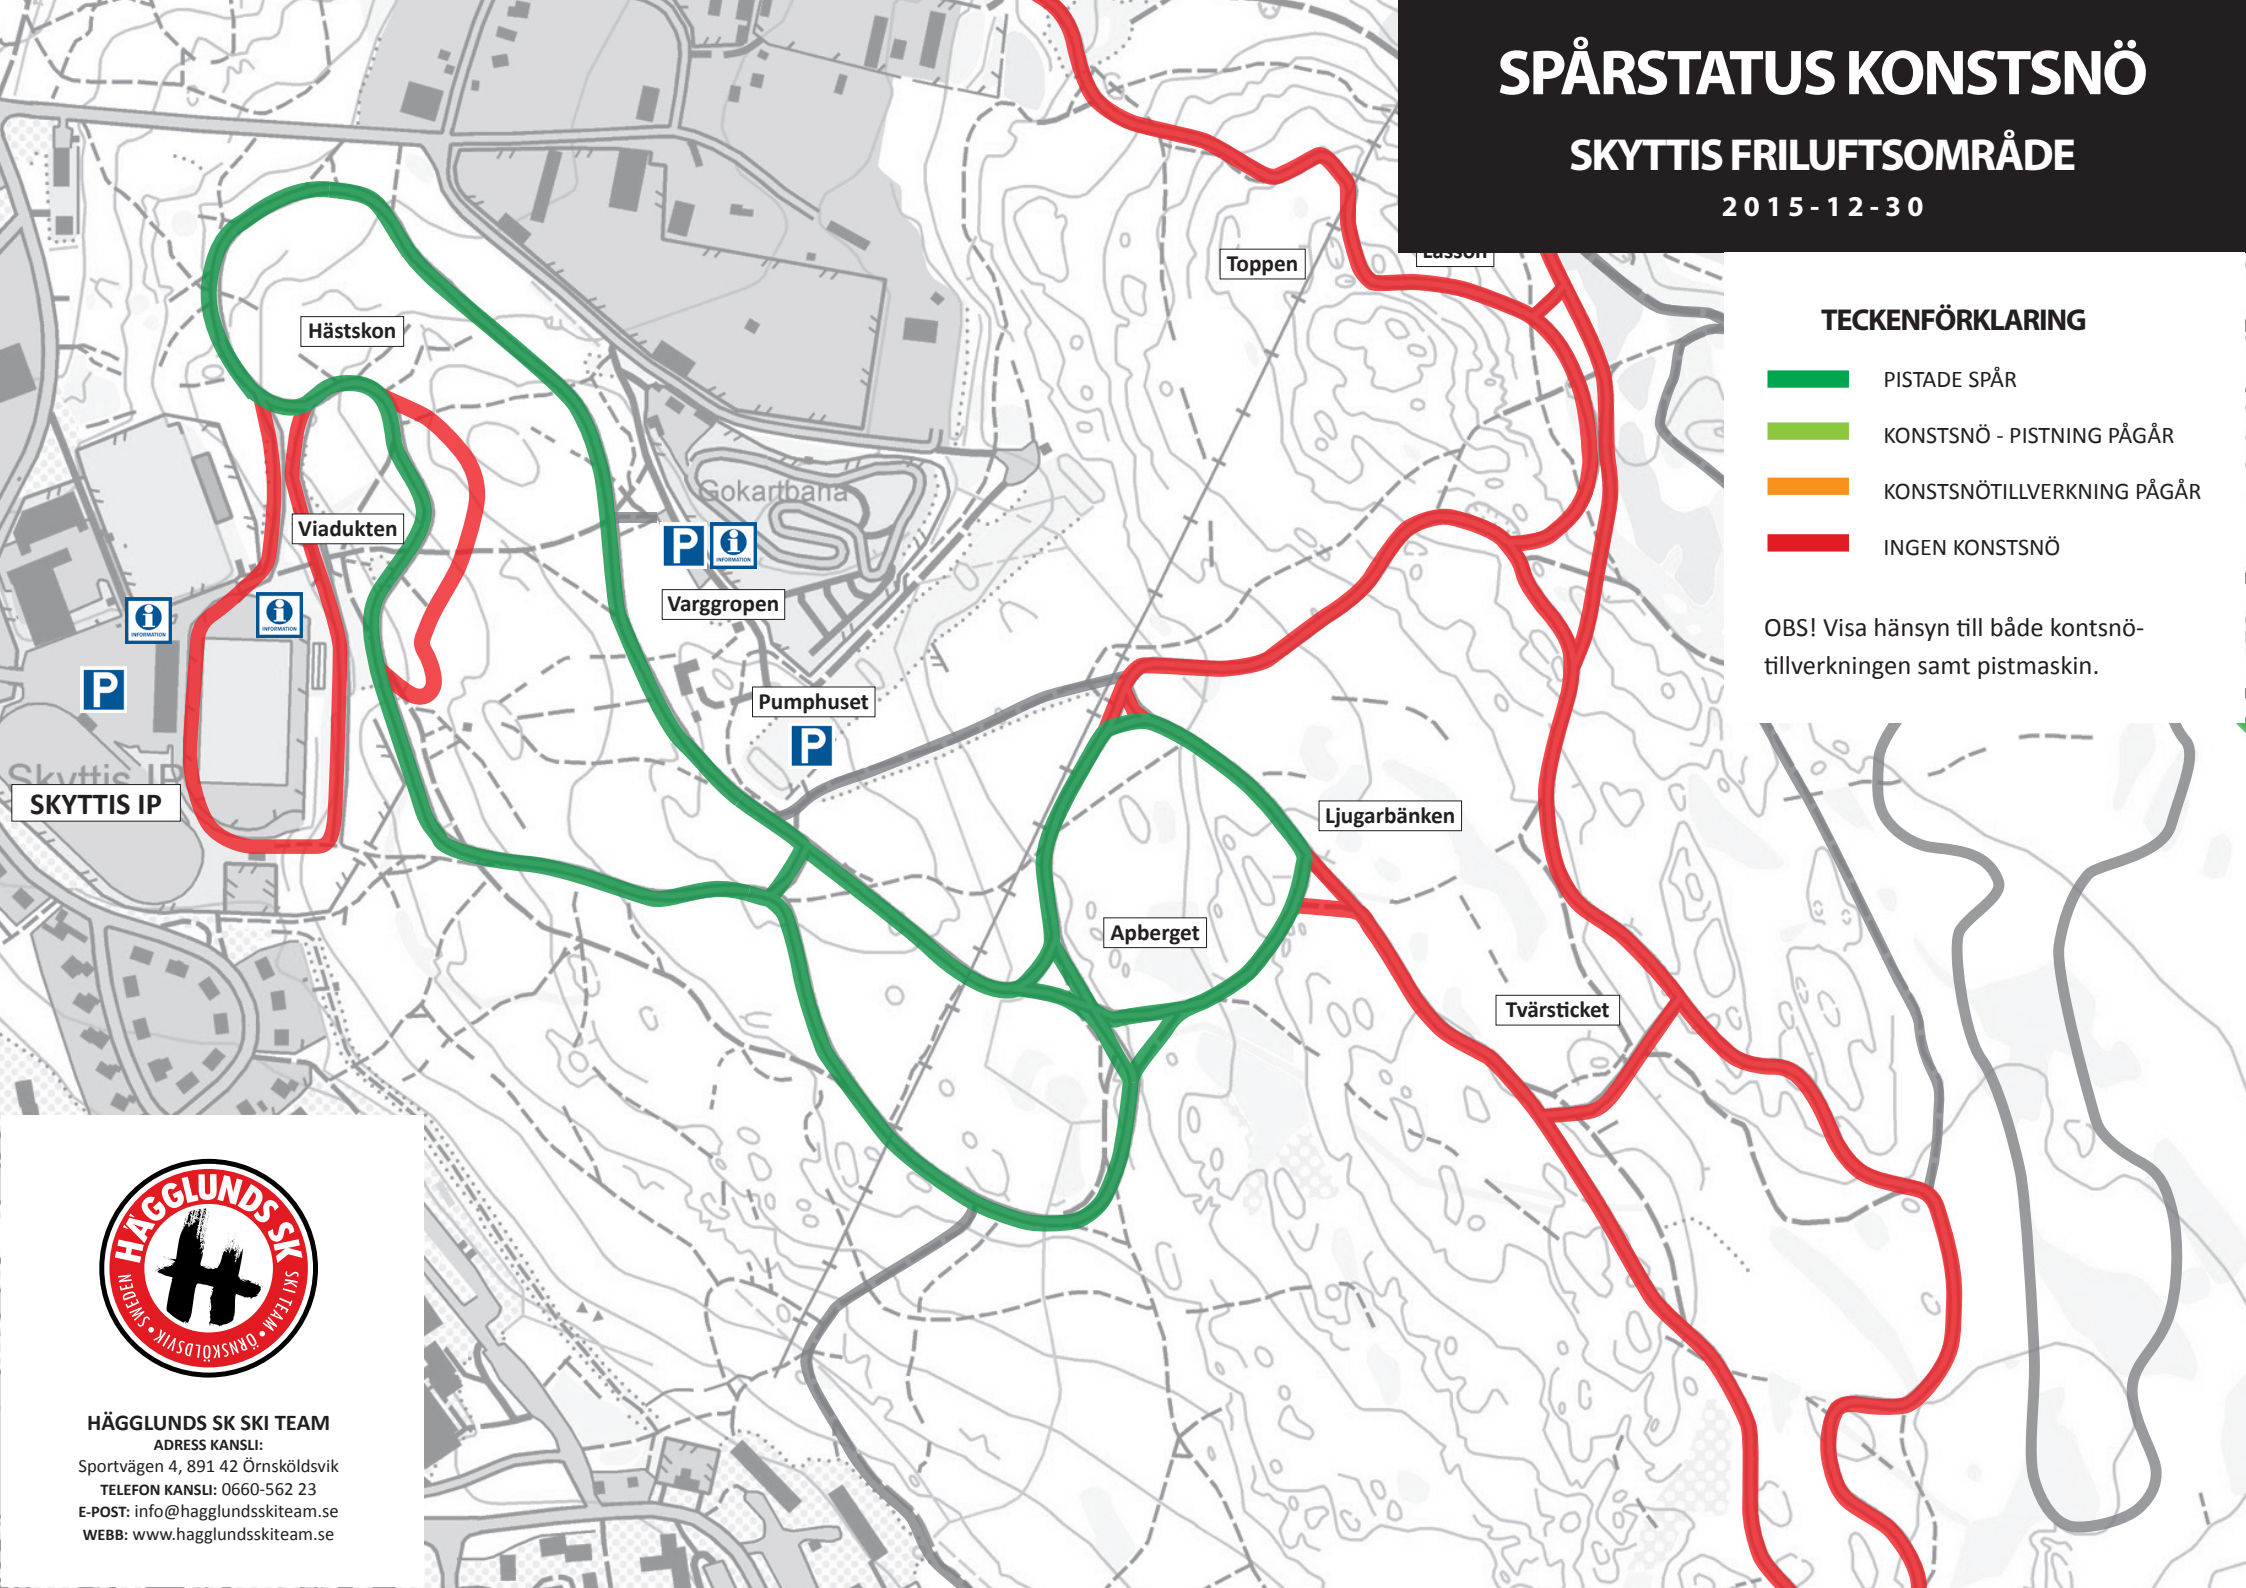 SPÅRSTATUS KONSTSNÖ
SKYTTIS FRILUFTSOMRÅDE
2015-12-30
Toppen
TECKENFÖRKLARING
PISTADE SPÅR
KONSTSNÖ - PISTNING PÅGÅR
KONSTSNÖTILLVERKNING PÅGÅR
INGEN KONSTSNÖ
OBS! Visa hänsyn till både kontsnö-
tillverkningen samt pistmaskin.
Hästskon
Gokartbana
Viadukten
P
i
INFORMATION
Varggropen
i
INFORMATION
i
INFORMATION
P
Pumphuset
P
Skyttis IP
SKYTTIS IP
Ljugarbänken
Apberget
Tvärsticket
HÄGGLUNDS SK
SKI TEAM • ÖRNSKÖLDSVIK • SWEDEN
H
HÄGGLUNDS SK SKI TEAM
ADRESS KANSLI:
Sportvägen 4, 891 42 Örnsköldsvik
TELEFON KANSLI: 0660-562 23
E-POST: info@hagglundsskiteam.se
WEBB: www.hagglundsskiteam.se